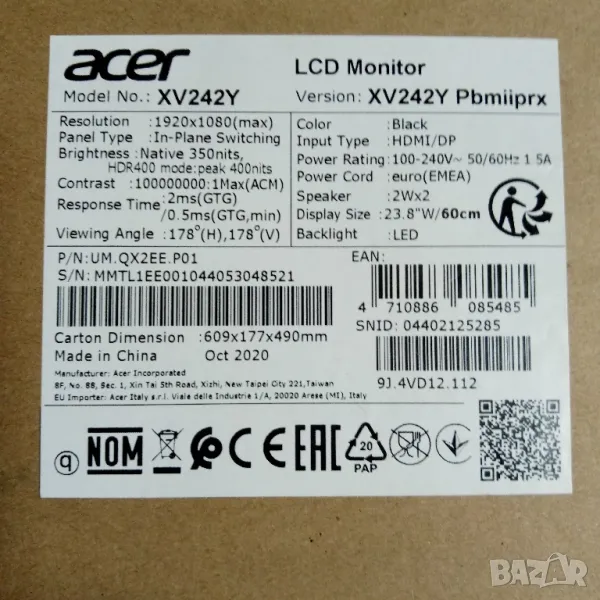 acer
LCD Monitor
Model No.: XV242Y
Version: XV242Y Pbmiiprx
Resolution :1920x1080(max)
Panel Type :In-Plane Switching
Brightness :Native 350nits,
HDR400 mode:peak 400nits
Contrast :100000000:1Max(ACM)
Response Time :2ms(GTG)
/0.5ms(GTG,min)
Viewing Angle :178°(H),178°(V)
Color :Black
Input Type :HDMI/DP
Power Rating :100-240V~ 50/60Hz 1.5A
Power Cord :euro(EMEA)
Speaker :2Wx2
Display Size :23.8"W/60cm
Backlight :LED
P/N:UM.QX2EE.P01
S/N: MMTL1EE001044053048521
EAN:
4 710886 085485
SNID: 04402125285
Carton Dimension :609x177x490mm
Made in China Oct 2020
9J.4VD12.112
Manufacturer: Acer Incorporated
8F, No. 88, Sec. 1, Xin Tai 5th Road, Xizhi, New Taipei City 221,Taiwan
EU Importer: Acer Italy s.r.l. Viale delle Industrie 1/A, 20020 Arese (MI), Italy
q NOM CE EAC 20
PAP
BAZAR